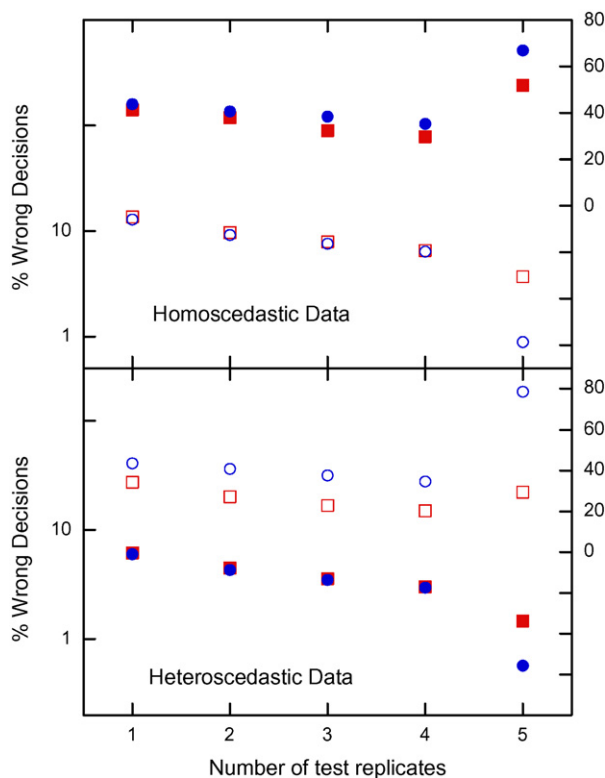 80
60
40
20
0
% Wrong Decisions
10
1
Homoscedastic Data
80
60
40
20
0
% Wrong Decisions
10
1
Heteroscedastic Data
1 2 3 4 5
Number of test replicates